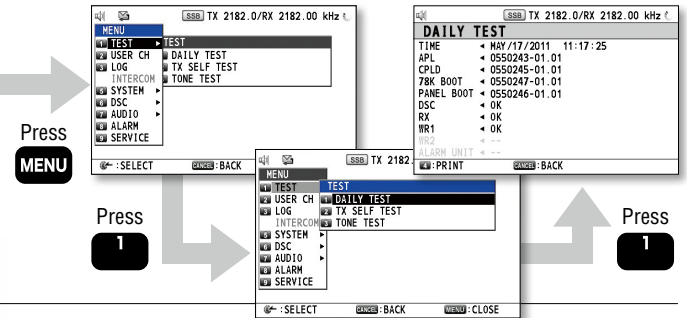 SSB TX 2182.0/RX 2182.00 kHz
MENU
1 TEST
2 USER CH
3 LOG
INTERCOM
5 SYSTEM
6 DSC
7 AUDIO
8 ALARM
9 SERVICE
TEST
DAILY TEST
TX SELF TEST
TONE TEST
:SELECT CANCEL:BACK
Press
MENU
Press
1
SSB TX 2182.
MENU
1 TEST
2 USER CH
3 LOG
INTERCOM
5 SYSTEM
6 DSC
7 AUDIO
8 ALARM
9 SERVICE
TEST
1 DAILY TEST
2 TX SELF TEST
3 TONE TEST
:SELECT CANCEL:BACK MENU:CLOSE
Press
1
SSB TX 2182.0/RX 2182.00 kHz
DAILY TEST
TIME MAY/17/2011 11:17:25
APL 0550243-01.01
CPLD 0550245-01.01
78K BOOT 0550247-01.01
PANEL BOOT 0550246-01.01
DSC OK
RX OK
WR1 OK
WR2 --
ALARM UNIT --
4:PRINT CANCEL:BACK